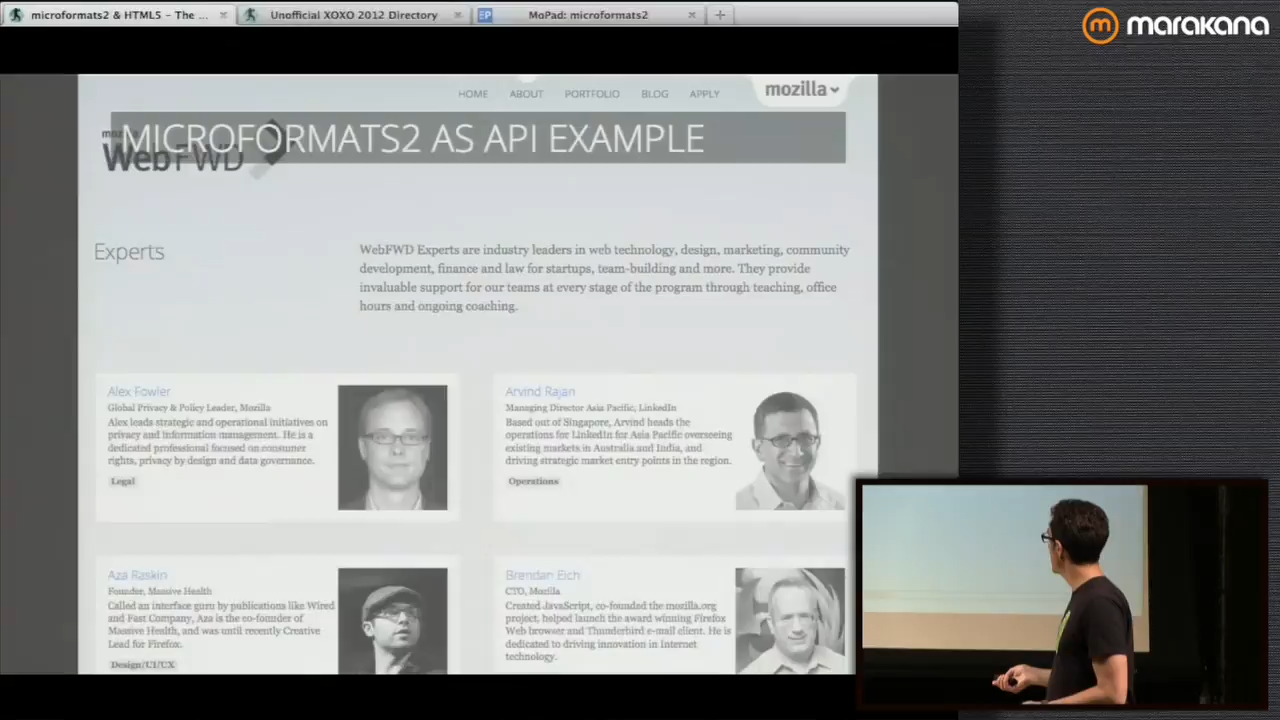 microformats2 & HTML5 - The ...
Unofficial XOXO 2012 Directory
EP
MoPad: microformats2
m marakana
HOME
ABOUT
PORTFOLIO
BLOG
APPLY
mozilla
MICROFORMATS2 AS API EXAMPLE
WebFWD
Experts
WebFWD Experts are industry leaders in web technology, design, marketing, community
development, finance and law for startups, team-building and more. They provide
invaluable support for our teams at every stage of the program through teaching, office
hours and ongoing coaching.
Alex Fowler
Global Privacy & Policy Leader, Mozilla
Alex leads strategic and operational initiatives on
privacy and information management. He is a
dedicated professional focused on consumer
rights, privacy by design and data governance.
Legal
Arvind Rajan
Managing Director Asia Pacific, LinkedIn
Based out of Singapore, Arvind heads the
operations for LinkedIn for Asia Pacific overseeing
existing markets in Australia and India, and
driving strategic market entry points in the region.
Operations
Aza Raskin
Founder, Massive Health
Called an interface guru by publications like Wired
and Fast Company, Aza is the co-founder of
Massive Health, and was until recently Creative
Lead for Firefox.
Design/UI/UX
Brendan Eich
CTO, Mozilla
Created JavaScript, co-founded the mozilla.org
project, helped launch the award winning Firefox
Web browser and Thunderbird e-mail client. He is
dedicated to driving innovation in Internet
technology.